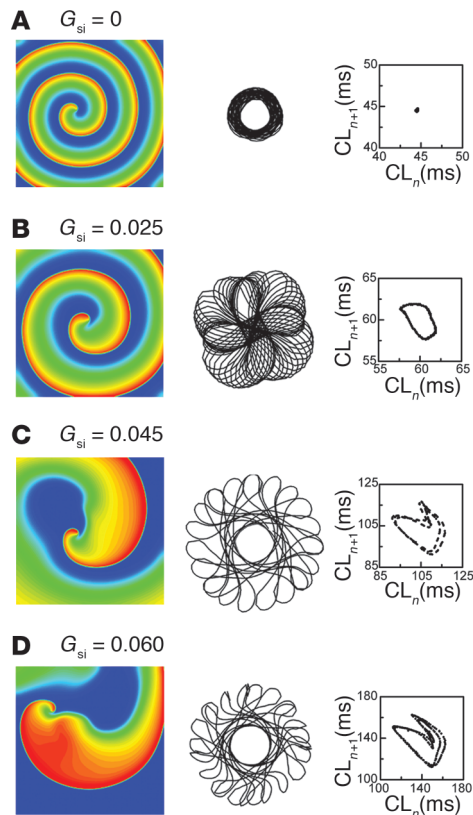 A G_si = 0
50
45
40
CL_n+1(ms)
40 45 50
CL_n(ms)
B G_si = 0.025
65
60
55
CL_n+1(ms)
55 60 65
CL_n(ms)
C G_si = 0.045
125
105
85
CL_n+1(ms)
85 105 125
CL_n(ms)
D G_si = 0.060
180
140
100
CL_n+1(ms)
100 140 180
CL_n(ms)